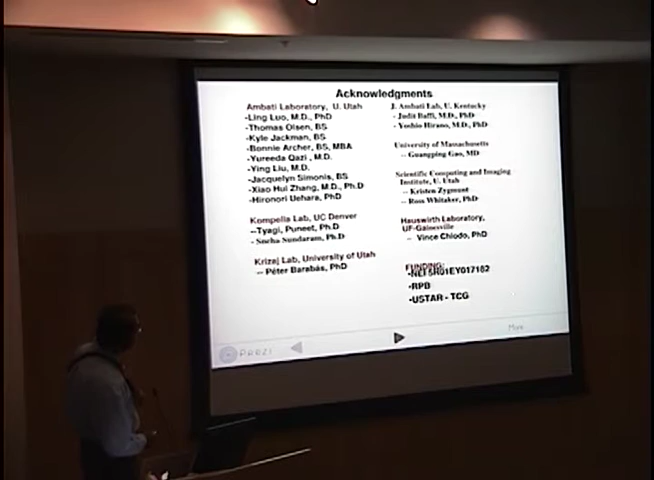 Acknowledgments
Ambati Laboratory, U. Utah
-Ling Luo, M.D., PhD
-Thomas Olsen, BS
-Kyle Jackman, BS
-Bonnie Archer, BS, MBA
-Yureeda Qazi, M.D.
-Ying Liu, M.D.
-Jacquelyn Simonis, BS
-Xiao Hui Zhang, M.D., Ph.D
-Hironori Uehara, PhD
Kompella Lab, UC Denver
--Tyagi, Puneet, Ph.D
- Sneha Sundaram, Ph.D
Krizaj Lab, University of Utah
-- Péter Barabás, PhD
J. Ambati Lab, U. Kentucky
- Judit Baffi, M.D., PhD
- Yoshio Hirano, M.D., PhD
University of Massachusetts
-- Guangping Gao, MD
Scientific Computing and Imaging
Institute, U. Utah
-- Kristen Zygmunt
-- Ross Whitaker, PhD
Hauswirth Laboratory,
UF-Gainesville
-- Vince Chiodo, PhD
FUNDING:
-NEI 5R01EY017182
-RPB
-USTAR - TCG
PREZI
More